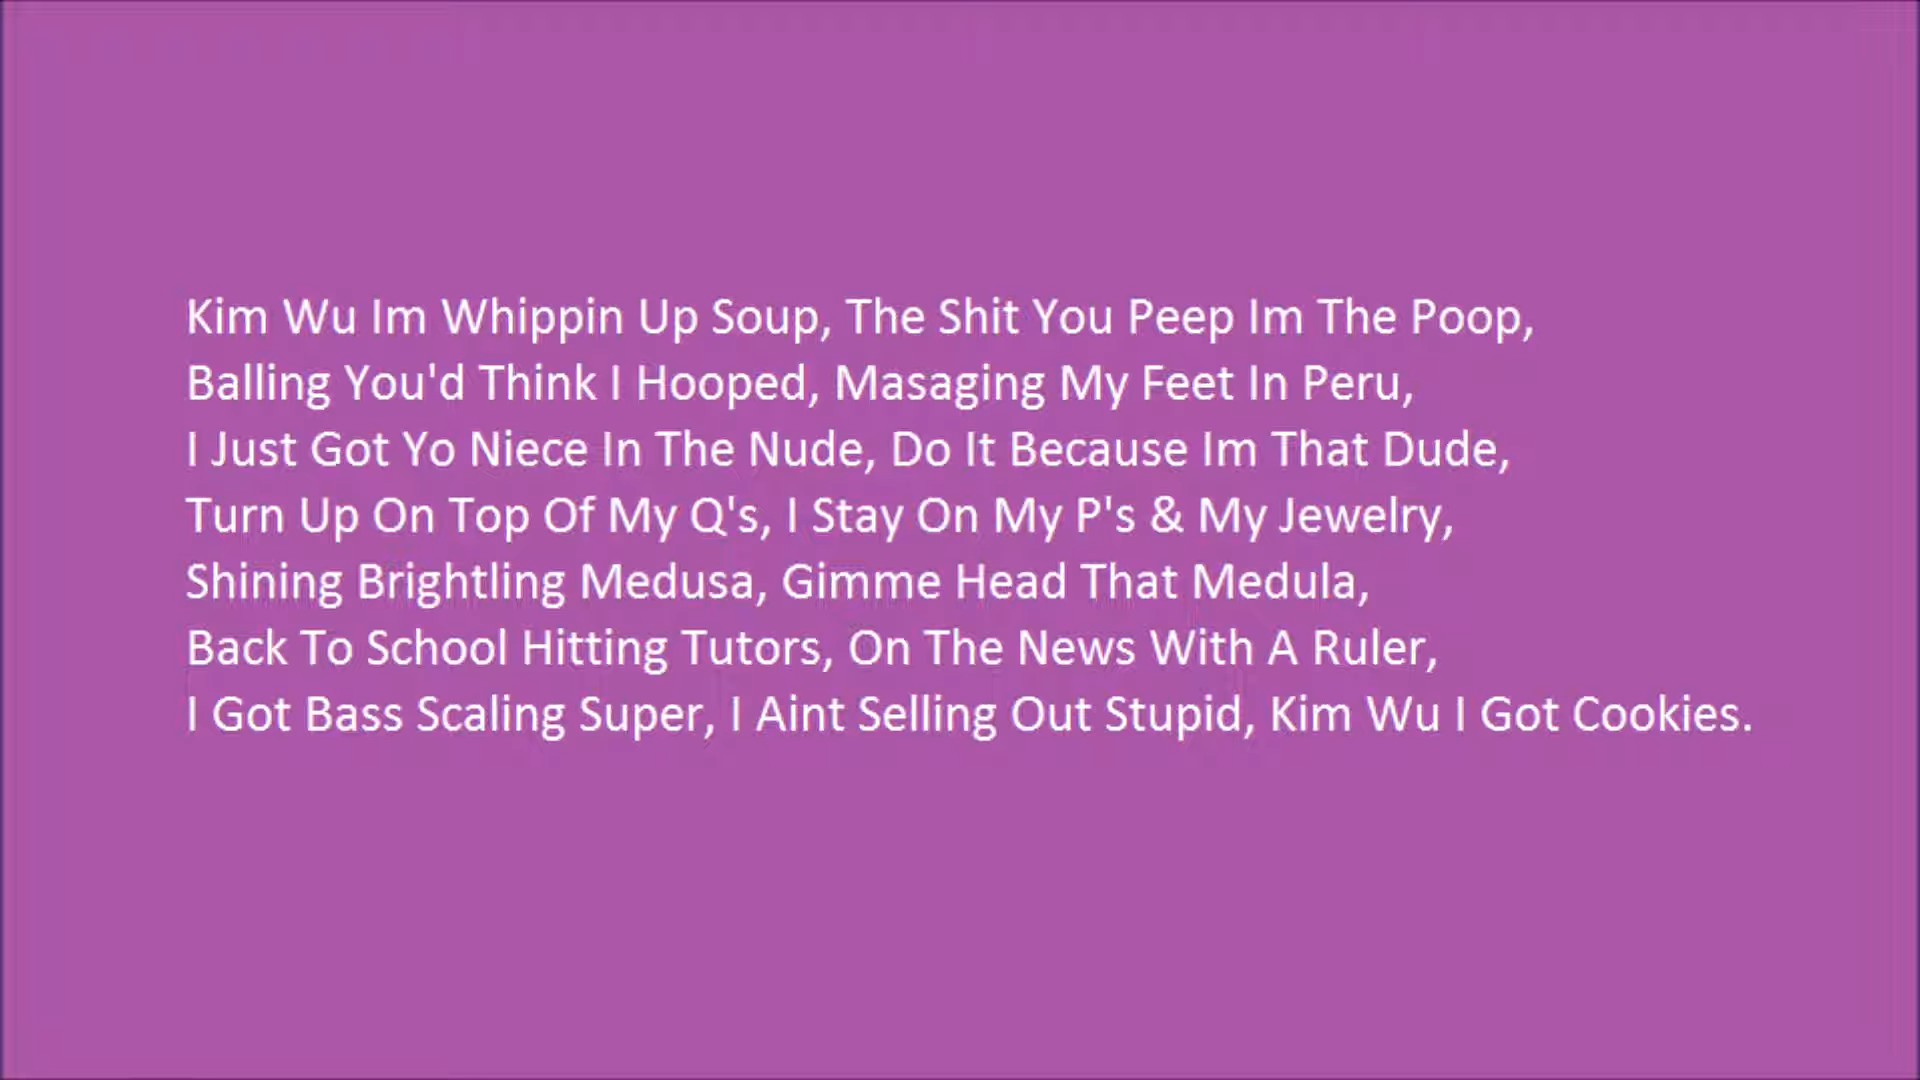 Kim Wu Im Whippin Up Soup, The Shit You Peep Im The Poop,
Balling You'd Think I Hooped, Masaging My Feet In Peru,
I Just Got Yo Niece In The Nude, Do It Because Im That Dude,
Turn Up On Top Of My Q's, I Stay On My P's & My Jewelry,
Shining Brightling Medusa, Gimme Head That Medula,
Back To School Hitting Tutors, On The News With A Ruler,
I Got Bass Scaling Super, I Aint Selling Out Stupid, Kim Wu I Got Cookies.